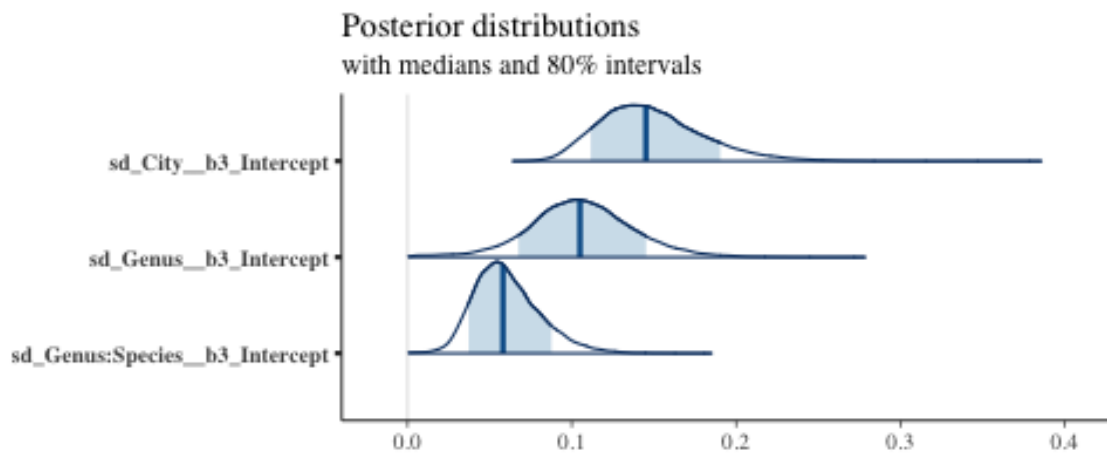 Posterior distributions
with medians and 80% intervals
sd_City__b3_Intercept
sd_Genus__b3_Intercept
sd_Genus:Species__b3_Intercept
0.0 0.1 0.2 0.3 0.4